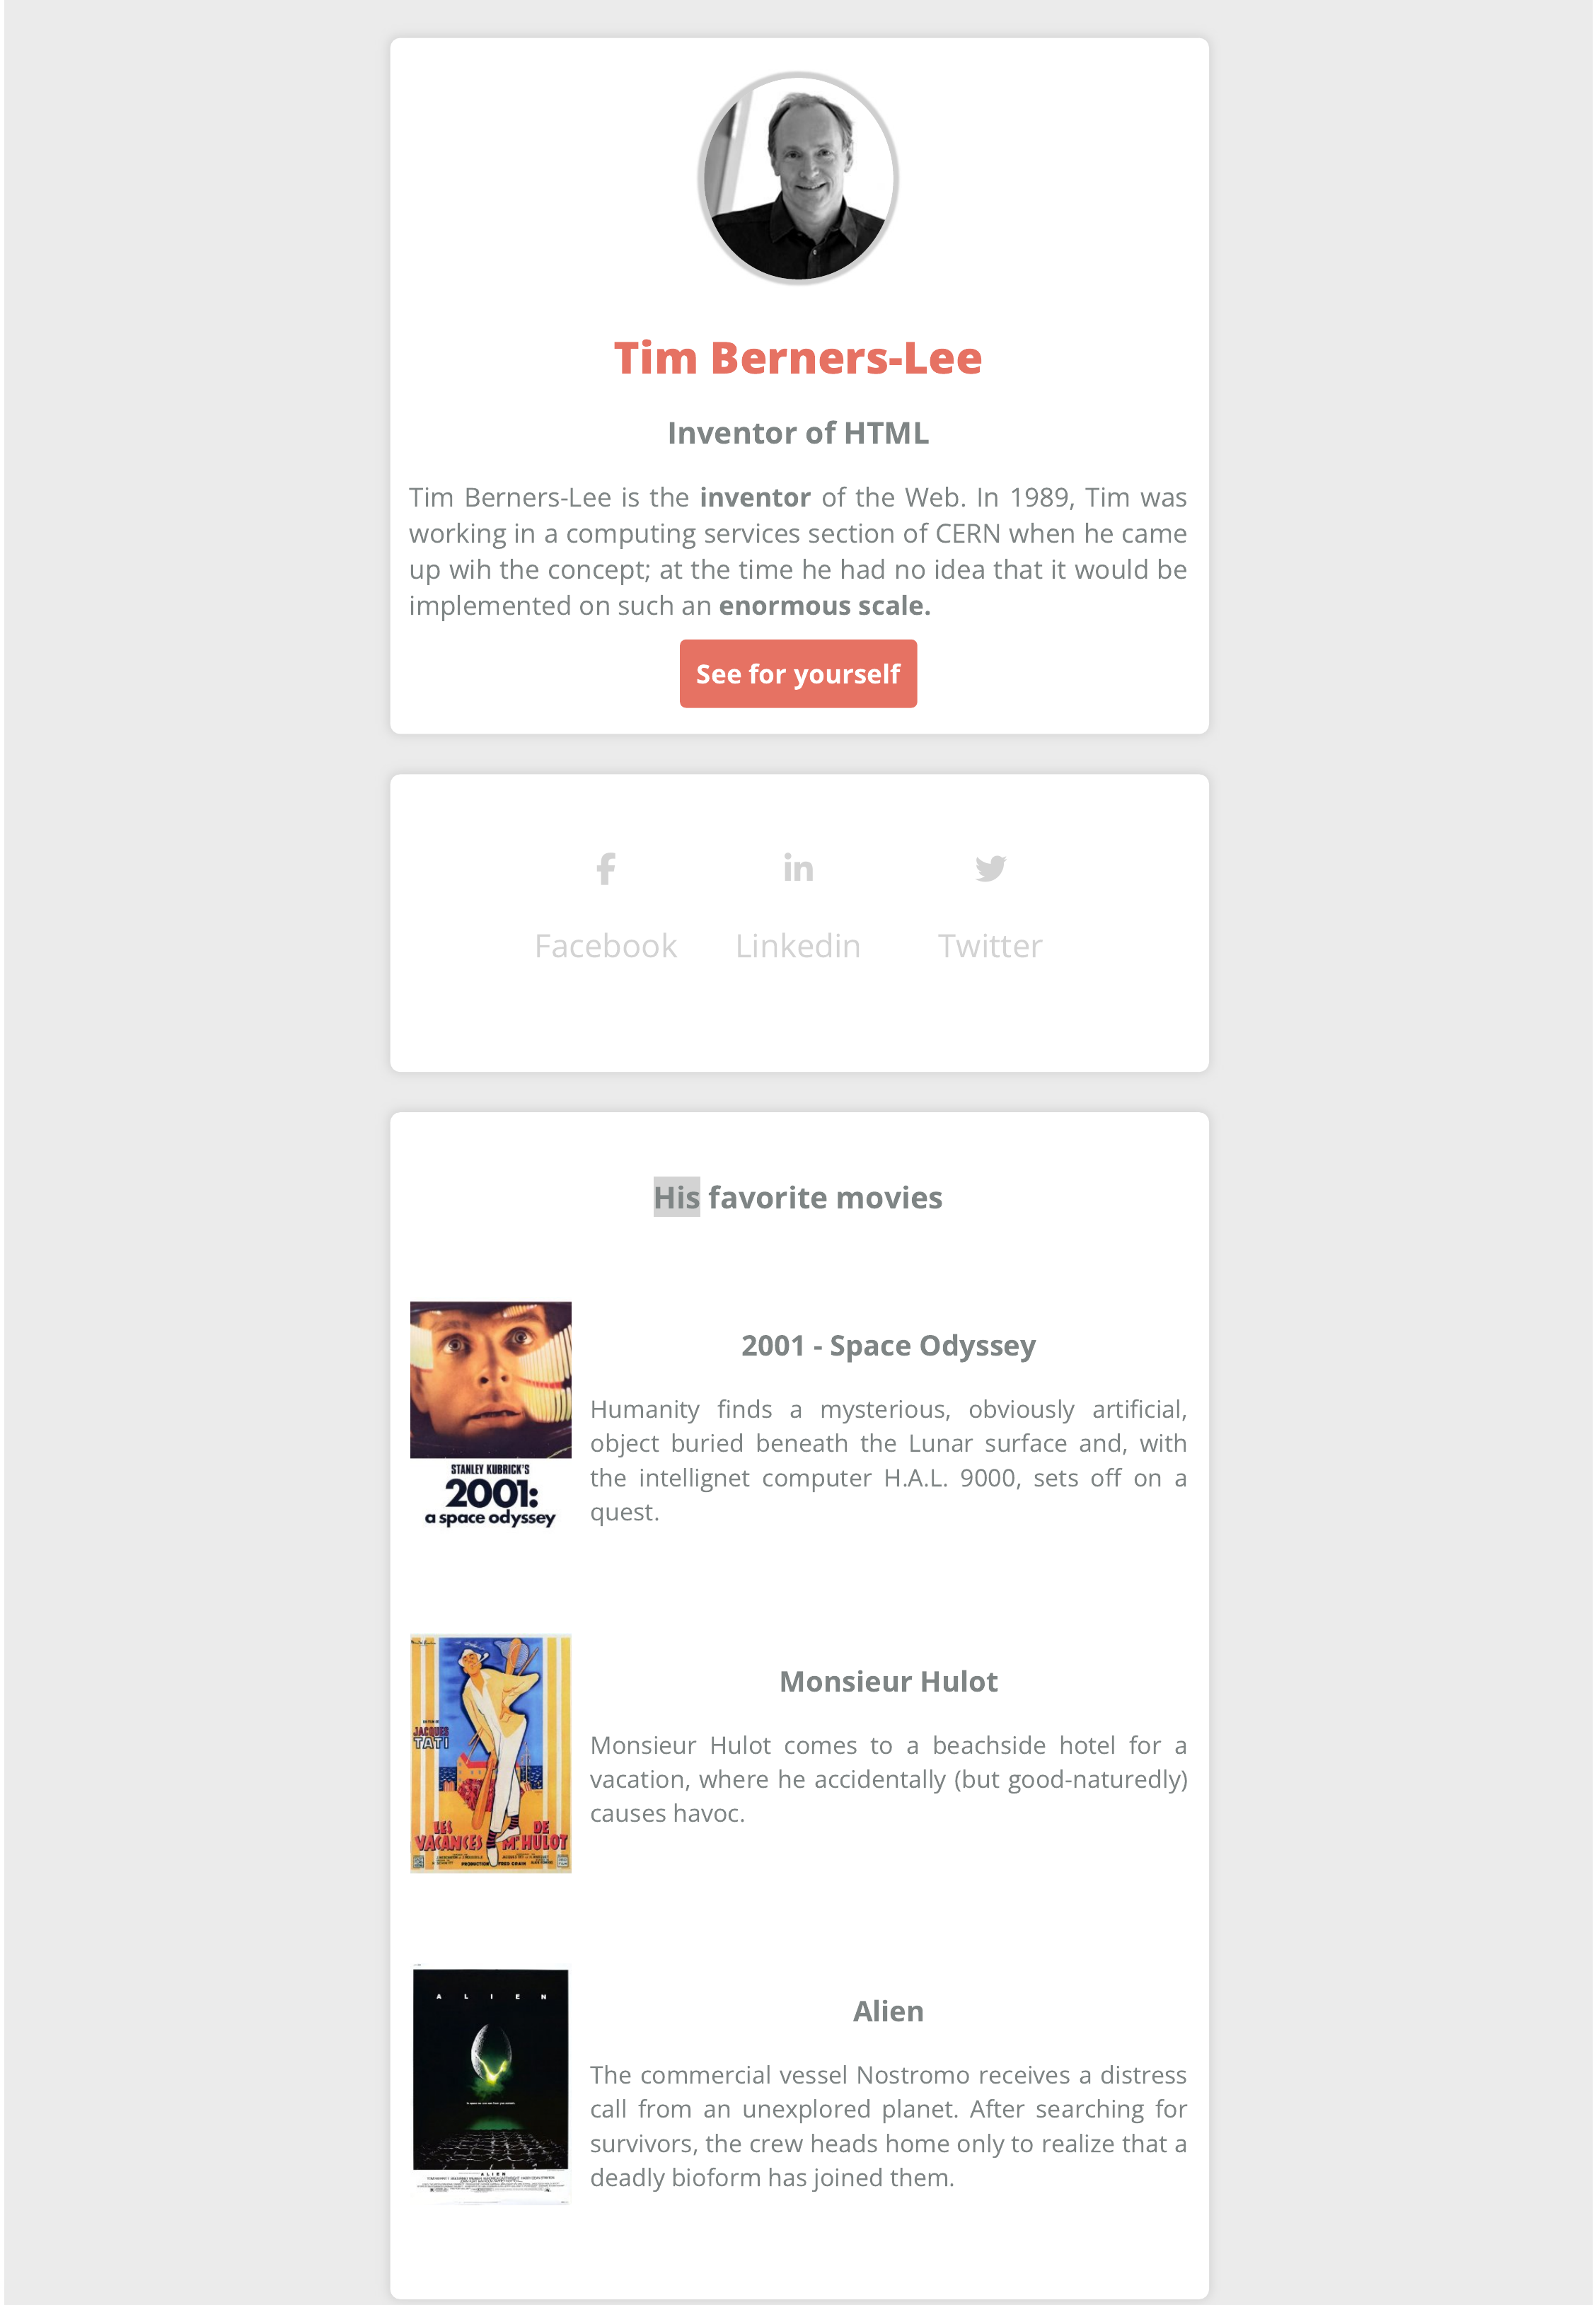 Tim Berners-Lee
Inventor of HTML
Tim Berners-Lee is the inventor of the Web. In 1989, Tim was
working in a computing services section of CERN when he came
up wih the concept; at the time he had no idea that it would be
implemented on such an enormous scale.
See for yourself
Facebook
Linkedin
Twitter
His favorite movies
STANLEY KUBRICK'S
2001:
a space odyssey
2001 - Space Odyssey
Humanity finds a mysterious, obviously artificial,
object buried beneath the Lunar surface and, with
the intellignet computer H.A.L. 9000, sets off on a
quest.
JACQUES
TATI
LES
VACANCES
DE
Mr HULOT
Monsieur Hulot
Monsieur Hulot comes to a beachside hotel for a
vacation, where he accidentally (but good-naturedly)
causes havoc.
ALIEN
ALIEN
Alien
The commercial vessel Nostromo receives a distress
call from an unexplored planet. After searching for
survivors, the crew heads home only to realize that a
deadly bioform has joined them.